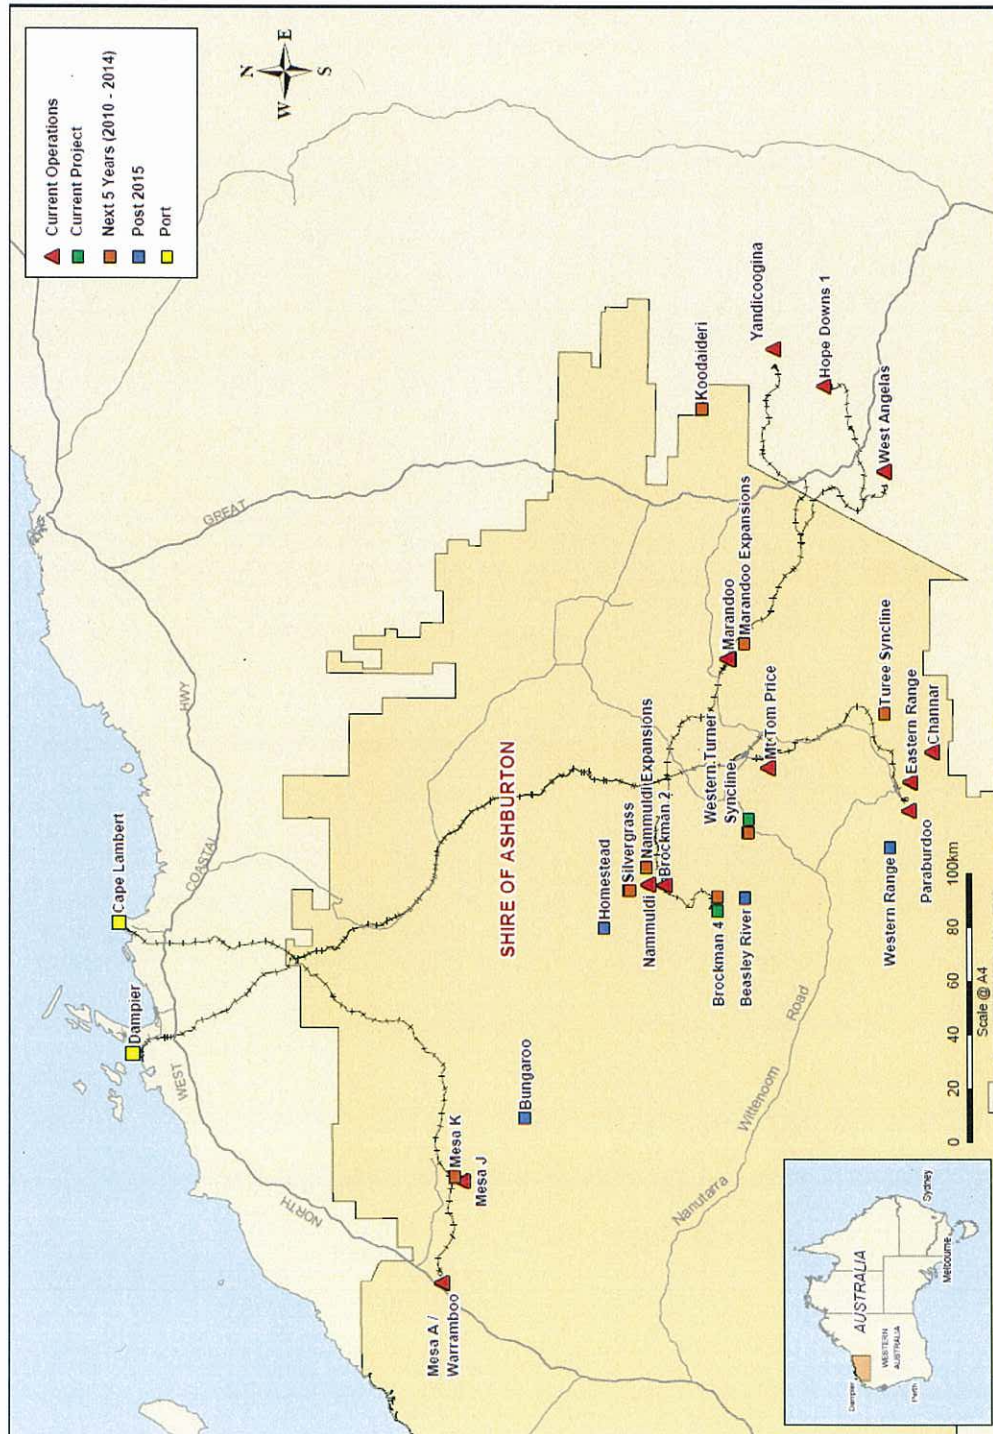 Current Operations
Current Project
Next 5 Years (2010 - 2014)
Post 2015
Port
N
W
E
S
Cape Lambert
Dampier
GREAT
HWY
COASTAL
WEST
NORTH
SHIRE OF ASHBURTON
Mesa A /
Warramboo
Mesa K
Mesa J
Bungaroo
Homestead
Silvergrass
Nammuldi Expansions
Nammuldi
Brockman 2
Brockman 4
Beasley River
Western Turner
Syncline
Mt Tom Price
Marandoo
Marandoo Expansions
Koodaideri
Yandicoogina
Hope Downs 1
West Angelas
Turee Syncline
Eastern Range
Channar
Paraburdoo
Western Range
Nanutarra
Wittenoom
Road
0
20
40
60
80
100km
Scale @ A4
AUSTRALIA
WESTERN
AUSTRALIA
Dampier
Perth
Melbourne
Sydney